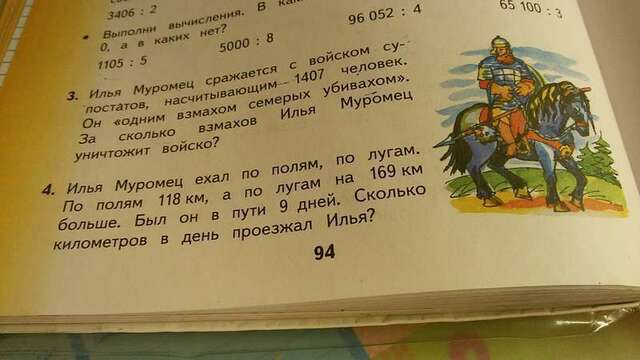 3406 : 2
Выполни вычисления. В
0, а в каких нет?
96 052 : 4
65 100 : 3
1105 : 5
5000 : 8
3. Илья Муромец сражается с войском су-
постатов, насчитывающим 1407 человек.
Он «одним взмахом семерых убивахом».
За сколько взмахов Илья Муромец
уничтожит войско?
4. Илья Муромец ехал по полям, по лугам.
По полям 118 км, а по лугам на 169 км
больше. Был он в пути 9 дней. Сколько
километров в день проезжал Илья?
94